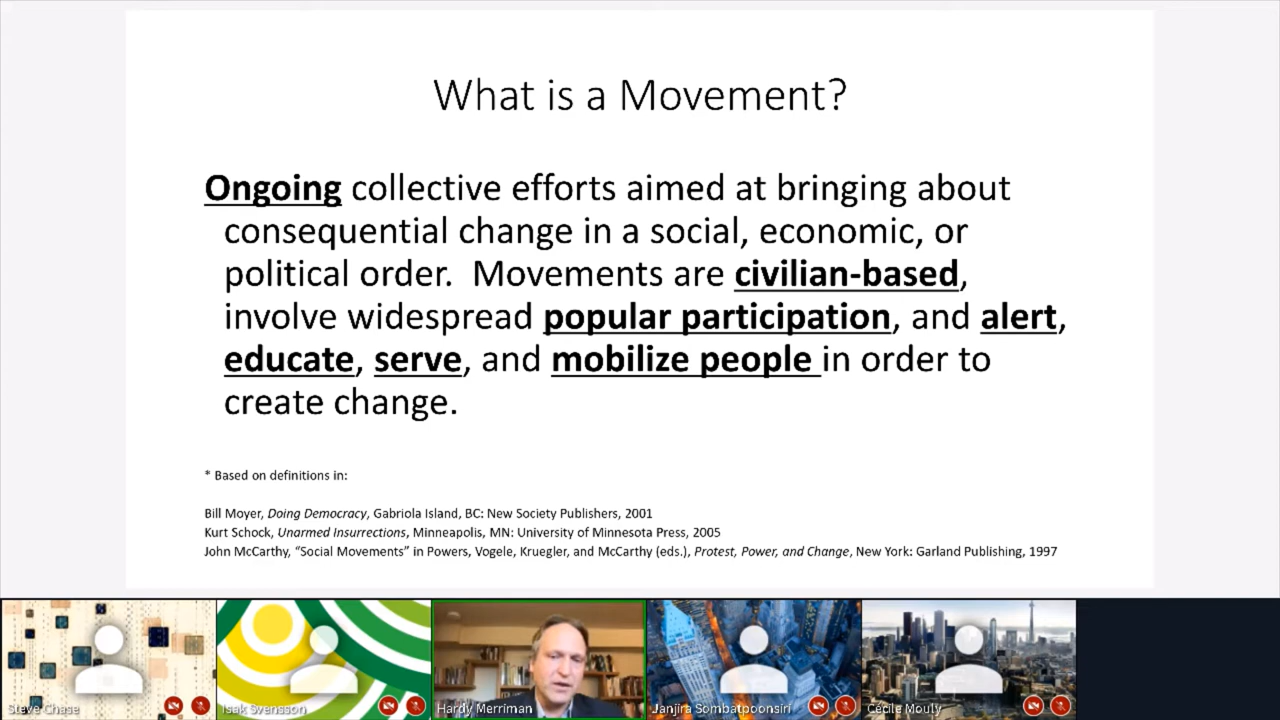 What is a Movement?
Ongoing collective efforts aimed at bringing about
consequential change in a social, economic, or
political order.  Movements are civilian-based,
involve widespread popular participation, and alert,
educate, serve, and mobilize people in order to
create change.
* Based on definitions in:
Bill Moyer, Doing Democracy, Gabriola Island, BC: New Society Publishers, 2001
Kurt Schock, Unarmed Insurrections, Minneapolis, MN: University of Minnesota Press, 2005
John McCarthy, “Social Movements” in Powers, Vogele, Kruegler, and McCarthy (eds.), Protest, Power, and Change, New York: Garland Publishing, 1997
Steve Chase
Isak Svensson
Hardy Merriman
Janjira Sombatpoonsiri
Cécile Mouly